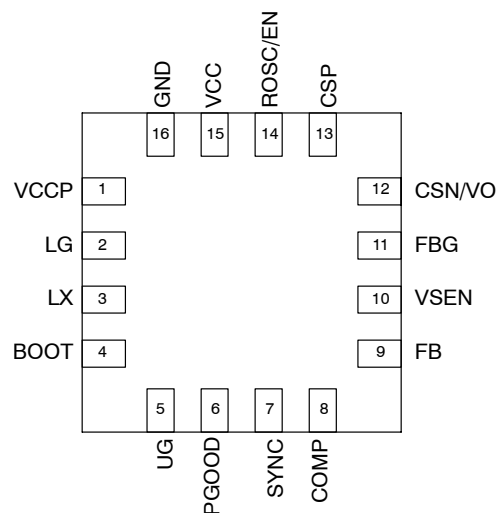 GND
VCC
ROSC/EN
CSP
16
15
14
13
VCCP
1
12
CSN/VO
LG
2
11
FBG
LX
3
10
VSEN
BOOT
4
9
FB
5
6
7
8
UG
PGOOD
SYNC
COMP